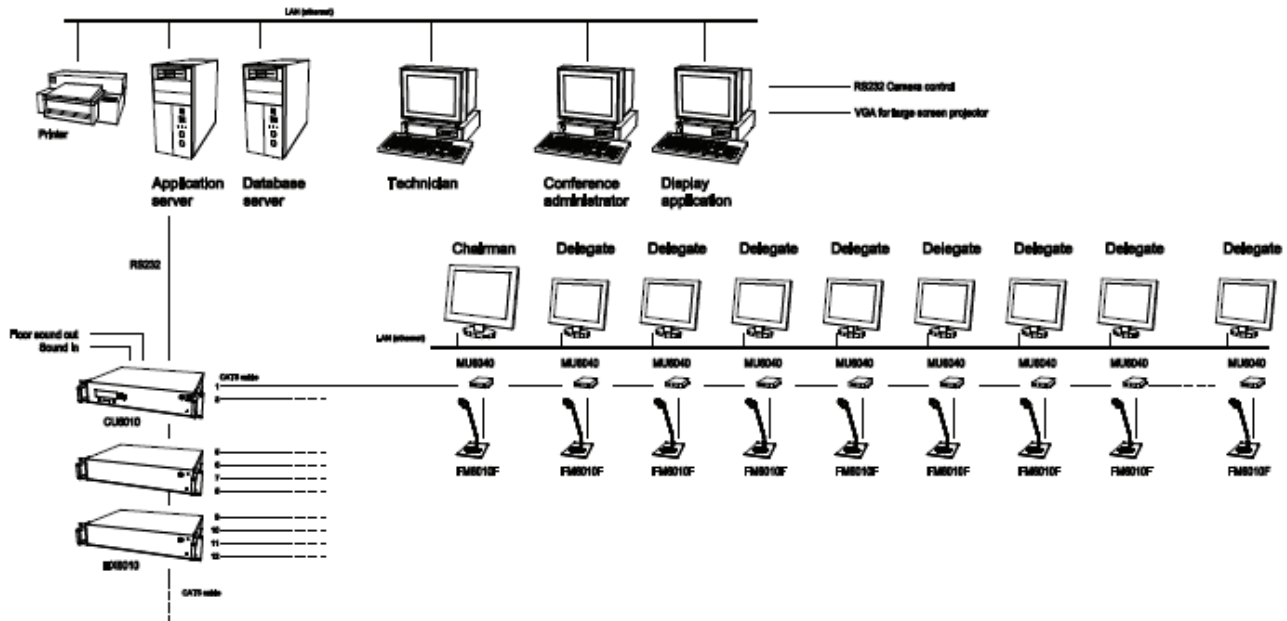 LAN (ethernet)
RS232 Camera control
VGA for large screen projector
Printer
Application
server
Database
server
Technician
Conference
administrator
Display
application
Chairman
Delegate
Delegate
Delegate
Delegate
Delegate
Delegate
Delegate
Delegate
RS232
Floor sound out
Sound in
LAN (ethernet)
MU6040
MU6040
MU6040
MU6040
MU6040
MU6040
MU6040
MU6040
MU6040
CAT5 cable
1
CU6010
FM6010F
FM6010F
FM6010F
FM6010F
FM6010F
FM6010F
FM6010F
FM6010F
FM6010F
5
6
7
8
9
10
11
12
EX6010
CAT5 cable